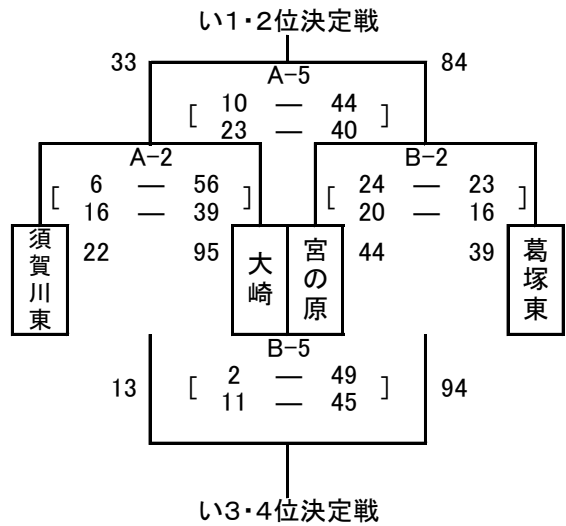 い1・2位決定戦
33 84
A-5
[ 10 ― 44 ]
23 ― 40
A-2 B-2
[ 6 ― 56 ] [ 24 ― 23 ]
16 ― 39 20 ― 16
須賀川東 22 95 大崎 宮の原 44 39 葛塚東
B-5
13 [ 2 ― 49 ] 94
11 ― 45
い3・4位決定戦